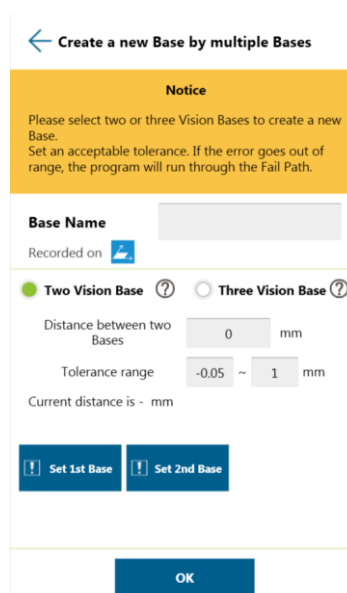 Create a new Base by multiple Bases
Notice
Please select two or three Vision Bases to create a new
Base.
Set an acceptable tolerance. If the error goes out of
range, the program will run through the Fail Path.
Base Name
Recorded on
Two Vision Base ? Three Vision Base ?
Distance between two
Bases
0 mm
Tolerance range -0.05 ~ 1 mm
Current distance is - mm
! Set 1st Base ! Set 2nd Base
OK